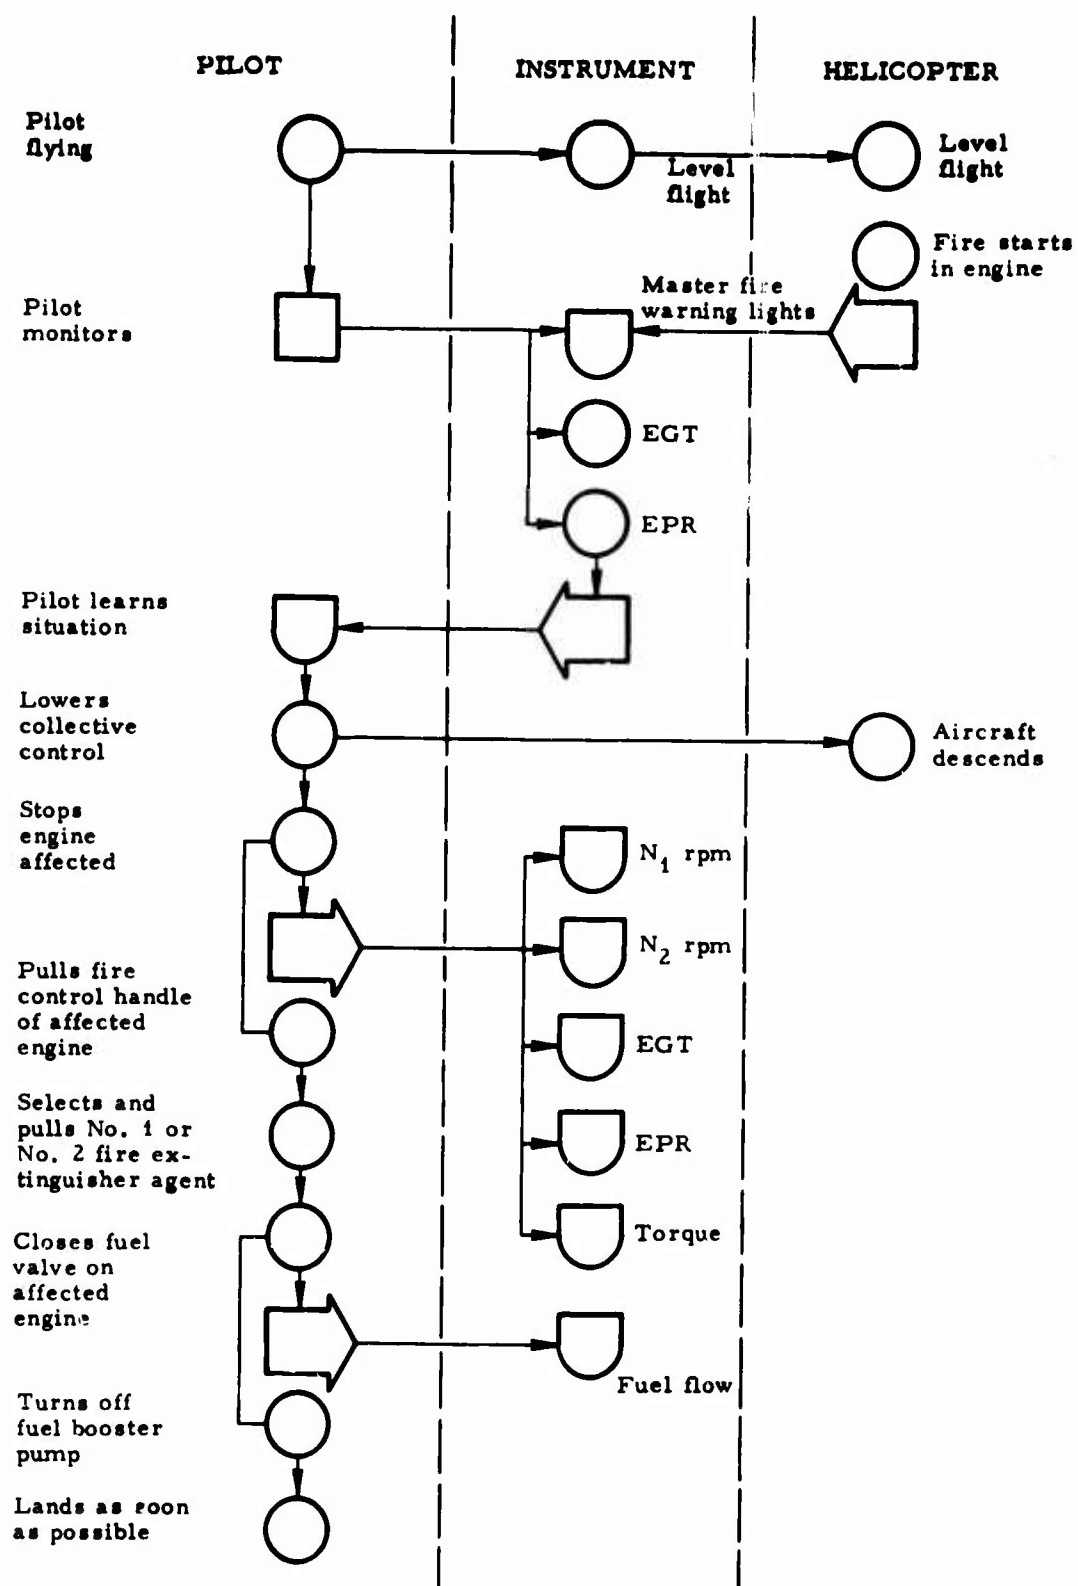 PILOT
INSTRUMENT
HELICOPTER
Pilot
flying
Level
flight
Level
flight
Fire starts
in engine
Master fire
warning lights
Pilot
monitors
EGT
EPR
Pilot learns
situation
Lowers
collective
control
Aircraft
descends
Stops
engine
affected
N1 rpm
N2 rpm
Pulls fire
control handle
of affected
engine
EGT
Selects and
pulls No. 1 or
No. 2 fire ex-
tinguisher agent
EPR
Torque
Closes fuel
valve on
affected
engine
Fuel flow
Turns off
fuel booster
pump
Lands as soon
as possible